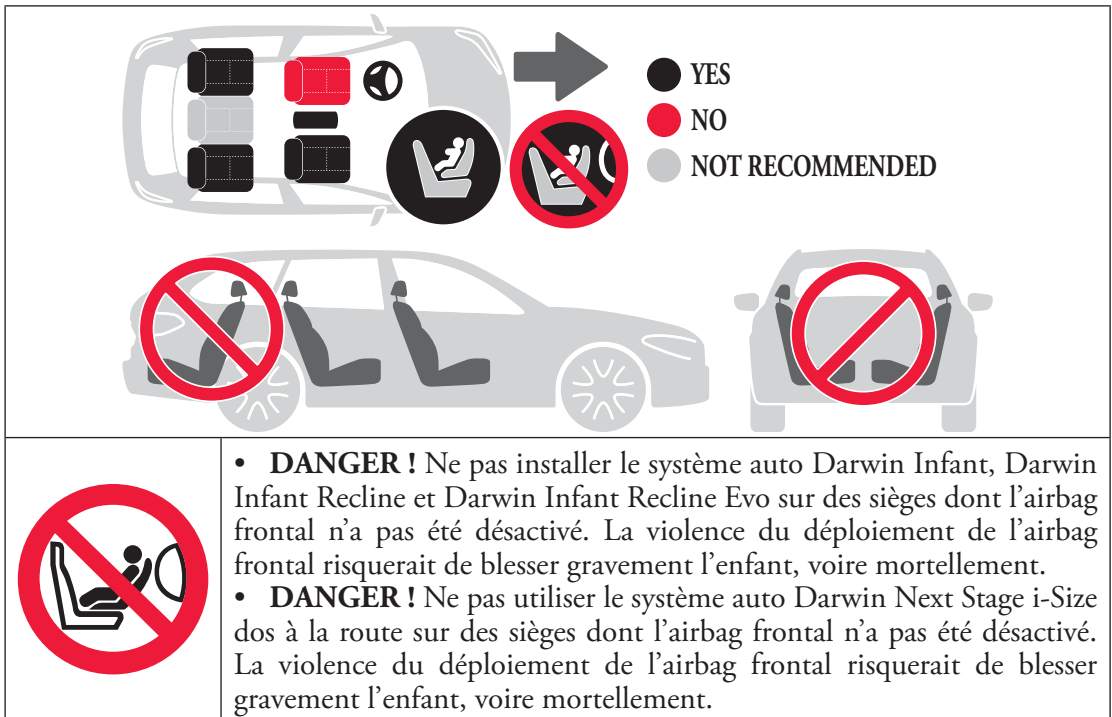 YES
NO
NOT RECOMMENDED
• DANGER ! Ne pas installer le système auto Darwin Infant, Darwin
Infant Recline et Darwin Infant Recline Evo sur des sièges dont l'airbag
frontal n'a pas été désactivé. La violence du déploiement de l'airbag
frontal risquerait de blesser gravement l'enfant, voire mortellement.
• DANGER ! Ne pas utiliser le système auto Darwin Next Stage i-Size
dos à la route sur des sièges dont l'airbag frontal n'a pas été désactivé.
La violence du déploiement de l'airbag frontal risquerait de blesser
gravement l'enfant, voire mortellement.